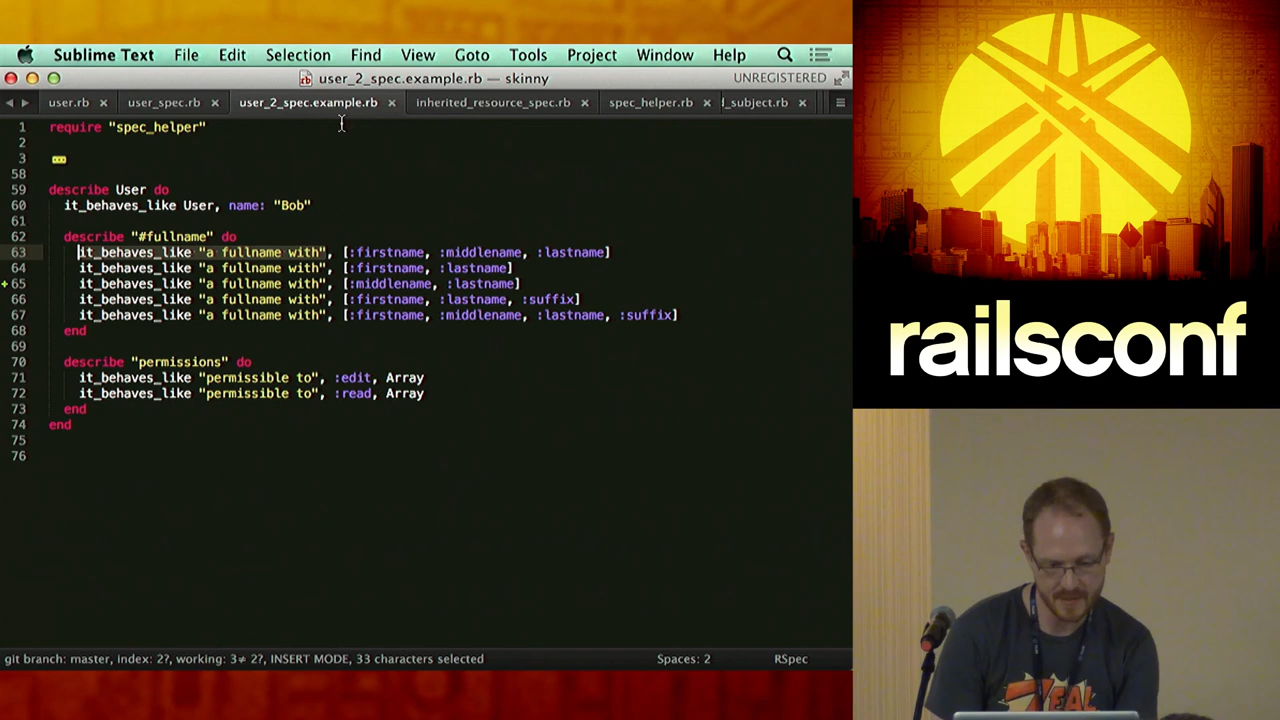 Sublime Text File Edit Selection Find View Goto Tools Project Window Help
user_2_spec.example.rb — skinny UNREGISTERED
user.rb user_spec.rb user_2_spec.example.rb inherited_resource_spec.rb spec_helper.rb l_subject.rb
1 require "spec_helper"
2
3
58
59 describe User do
60 it_behaves_like User, name: "Bob"
61
62 describe "#fullname" do
63 it_behaves_like "a fullname with", [:firstname, :middlename, :lastname]
64 it_behaves_like "a fullname with", [:firstname, :lastname]
65 it_behaves_like "a fullname with", [:middlename, :lastname]
66 it_behaves_like "a fullname with", [:firstname, :lastname, :suffix]
67 it_behaves_like "a fullname with", [:firstname, :middlename, :lastname, :suffix]
68 end
69
70 describe "permissions" do
71 it_behaves_like "permissible to", :edit, Array
72 it_behaves_like "permissible to", :read, Array
73 end
74 end
75
76
git branch: master, index: 2?, working: 3≠ 2?, INSERT MODE, 33 characters selected Spaces: 2 RSpec
railsconf
ZEAL